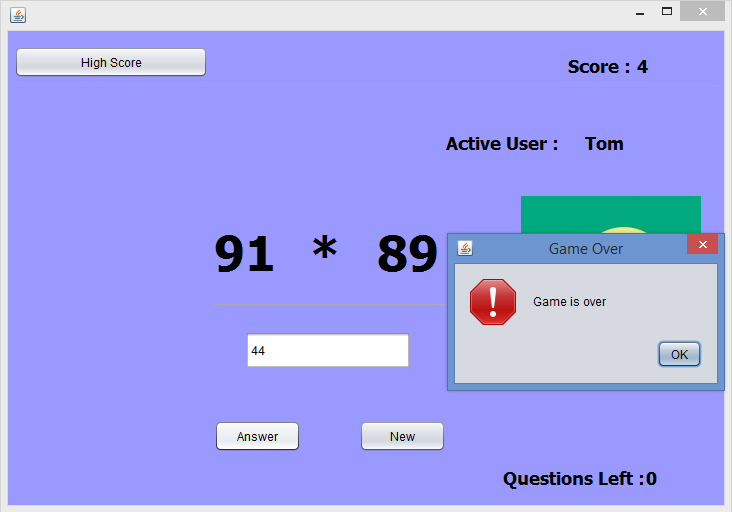 High Score
Score : 4
Active User : Tom
91 * 89
Game Over
Game is over
44
OK
Answer
New
Questions Left :0